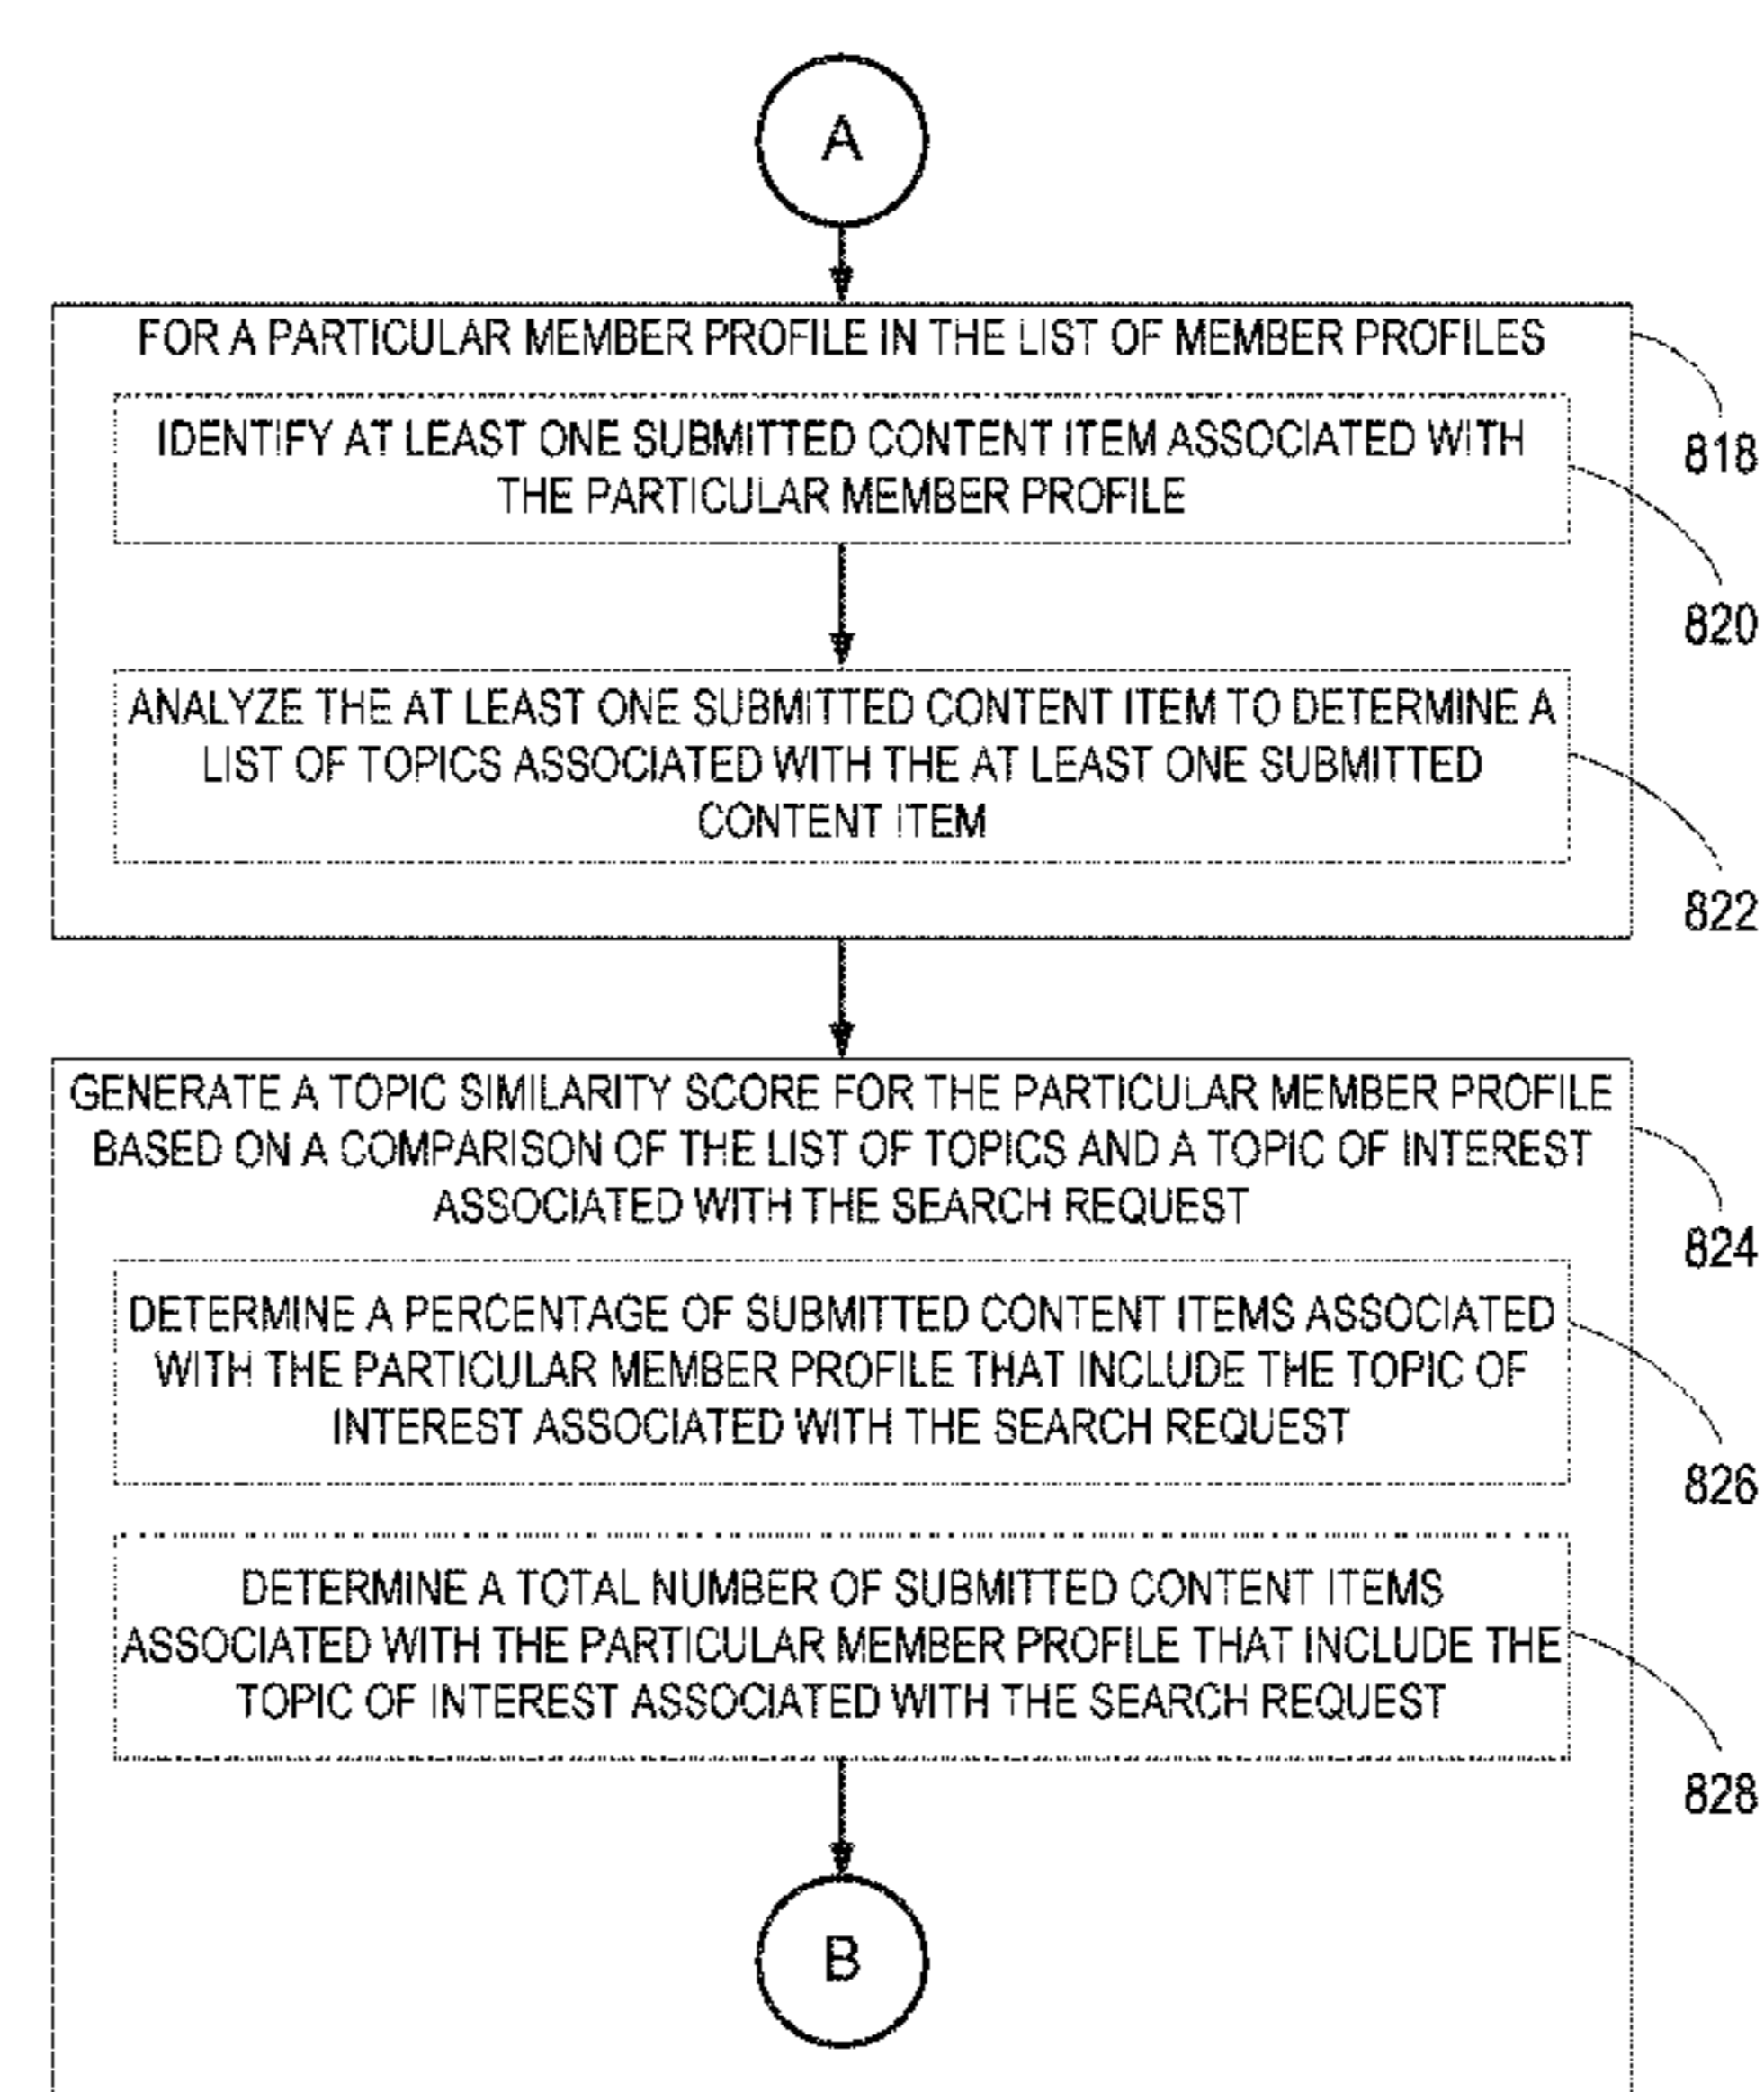 A
FOR A PARTICULAR MEMBER PROFILE IN THE LIST OF MEMBER PROFILES
818
IDENTIFY AT LEAST ONE SUBMITTED CONTENT ITEM ASSOCIATED WITH
THE PARTICULAR MEMBER PROFILE
820
ANALYZE THE AT LEAST ONE SUBMITTED CONTENT ITEM TO DETERMINE A
LIST OF TOPICS ASSOCIATED WITH THE AT LEAST ONE SUBMITTED
CONTENT ITEM
822
GENERATE A TOPIC SIMILARITY SCORE FOR THE PARTICULAR MEMBER PROFILE
BASED ON A COMPARISON OF THE LIST OF TOPICS AND A TOPIC OF INTEREST
ASSOCIATED WITH THE SEARCH REQUEST
824
DETERMINE A PERCENTAGE OF SUBMITTED CONTENT ITEMS ASSOCIATED
WITH THE PARTICULAR MEMBER PROFILE THAT INCLUDE THE TOPIC OF
INTEREST ASSOCIATED WITH THE SEARCH REQUEST
826
DETERMINE A TOTAL NUMBER OF SUBMITTED CONTENT ITEMS
ASSOCIATED WITH THE PARTICULAR MEMBER PROFILE THAT INCLUDE THE
TOPIC OF INTEREST ASSOCIATED WITH THE SEARCH REQUEST
828
B